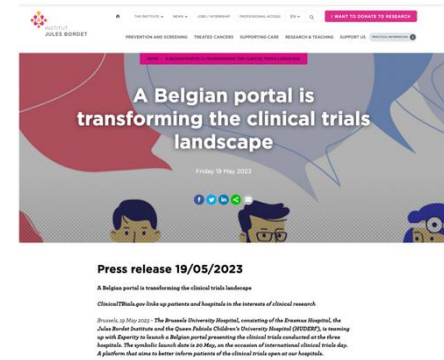 THE INSTITUTE NEWS JOBS / INTERNSHIP PROFESSIONAL ACCESS EN I WANT TO DONATE TO RESEARCH
INSTITUT
JULES BORDET
PREVENTION AND SCREENING TREATED CANCERS SUPPORTING CARE RESEARCH & TEACHING SUPPORT US PRACTICAL INFORMATION
A Belgian portal is
transforming the clinical trials
landscape
Friday 19 May 2023
Press release 19/05/2023
A Belgian portal is transforming the clinical trials landscape
ClinicalTRials.gov links up patients and hospitals in the interests of clinical research
Brussels, 19 May 2023 - The Brussels University Hospital, consisting of the Erasmus Hospital, the
Jules Bordet Institute and the Queen Fabiola Children's University Hospital (HUDERF), is teaming
up with Esperity to launch a Belgian portal presenting the clinical trials conducted at the three
hospitals. The symbolic launch date is 20 May, on the occasion of international clinical trials day.
A platform that aims to better inform patients of the clinical trials open at our hospitals.